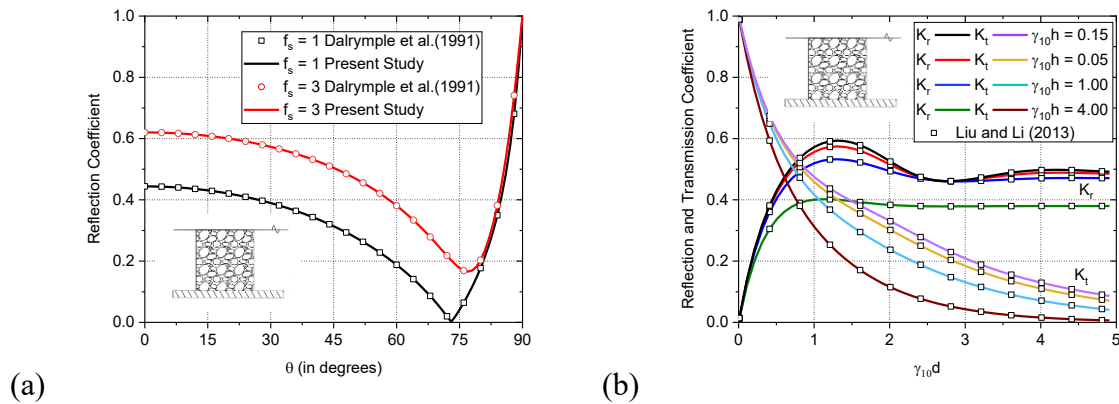 1.0
0.8
0.6
0.4
0.2
0.0
Reflection Coefficient
f_s = 1 Dalrymple et al.(1991)
f_s = 1 Present Study
f_s = 3 Dalrymple et al.(1991)
f_s = 3 Present Study
0 15 30 45 60 75 90
θ (in degrees)
(a)
1.0
0.8
0.6
0.4
0.2
0.0
Reflection and Transmission Coefficient
K_r K_t γ_10h = 0.15
K_r K_t γ_10h = 0.05
K_r K_t γ_10h = 1.00
K_r K_t γ_10h = 4.00
Liu and Li (2013)
K_r
K_t
0 1 2 3 4 5
γ_10d
(b)